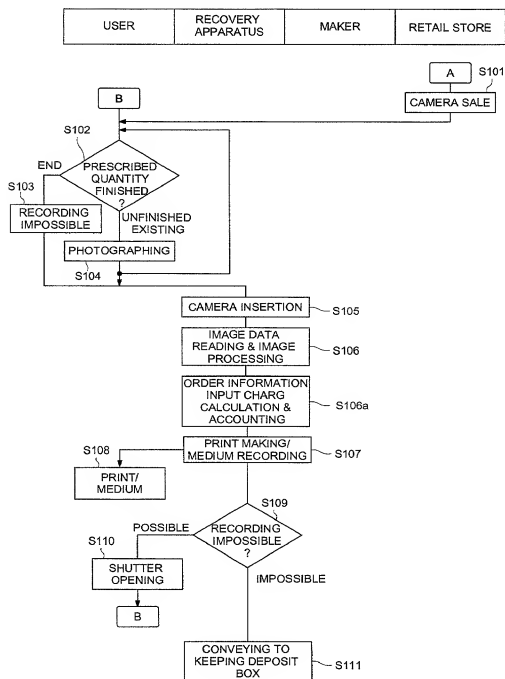 USER
RECOVERY
APPARATUS
MAKER
RETAIL STORE
A
S101
CAMERA SALE
B
S102
END
PRESCRIBED
QUANTITY
FINISHED
?
S103
RECORDING
IMPOSSIBLE
UNFINISHED
EXISTING
PHOTOGRAPHING
S104
CAMERA INSERTION
S105
IMAGE DATA
READING & IMAGE
PROCESSING
S106
ORDER INFORMATION
INPUT CHARG
CALCULATION &
ACCOUNTING
S106a
PRINT MAKING/
MEDIUM RECORDING
S107
S108
PRINT/
MEDIUM
S109
POSSIBLE
RECORDING
IMPOSSIBLE
?
S110
SHUTTER
OPENING
IMPOSSIBLE
B
CONVEYING TO
KEEPING DEPOSIT
BOX
S111